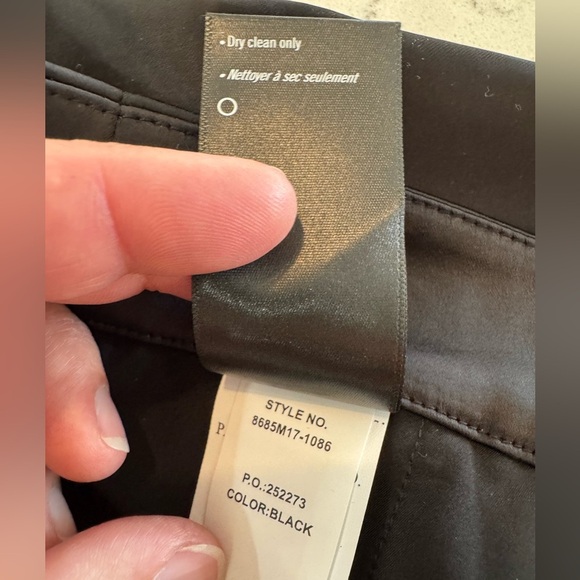 • Dry clean only
• Nettoyer à sec seulement
STYLE NO.
8685M17-1086
P.
P.O.:252273
COLOR:BLACK